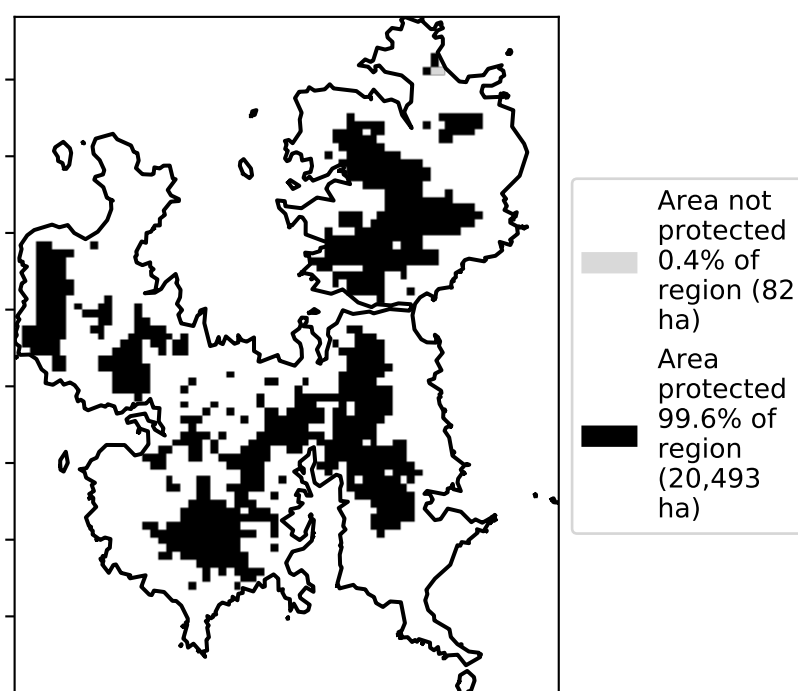 Area not
protected
0.4% of
region (82
ha)
Area
protected
99.6% of
region
(20,493
ha)